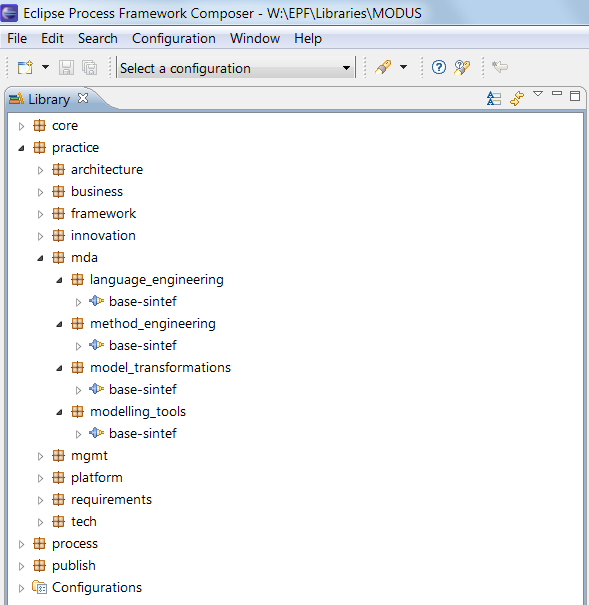 Eclipse Process Framework Composer - W:\EPF\Libraries\MODUS
File Edit Search Configuration Window Help
Select a configuration
Library
core
practice
architecture
business
framework
innovation
mda
language_engineering
base-sintef
method_engineering
base-sintef
model_transformations
base-sintef
modelling_tools
base-sintef
mgmt
platform
requirements
tech
process
publish
Configurations